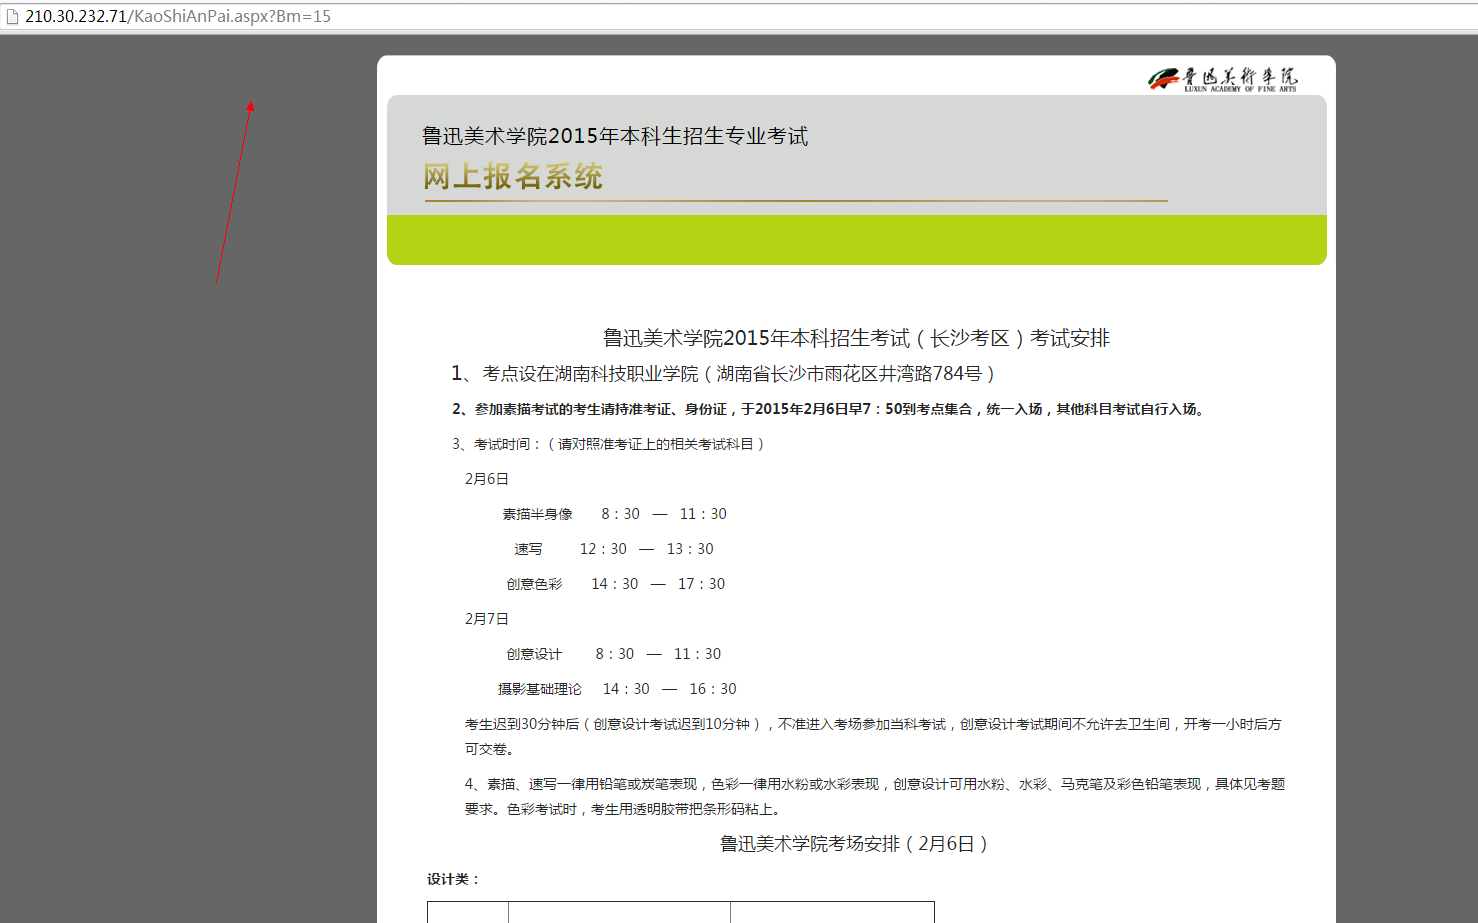 210.30.232.71/KaoShiAnPai.aspx?Bm=15
鲁迅美術学院
LUXUN ACADEMY OF FINE ARTS
鲁迅美术学院2015年本科生招生专业考试
网上报名系统
鲁迅美术学院2015年本科招生考试（长沙考区）考试安排
1、考点设在湖南科技职业学院（湖南省长沙市雨花区井湾路784号）
2、参加素描考试的考生请持准考证、身份证，于2015年2月6日早7：50到考点集合，统一入场，其他科目考试自行入场。
3、考试时间：（请对照准考证上的相关考试科目）
2月6日
素描半身像 8：30 — 11：30
速写 12：30 — 13：30
创意色彩 14：30 — 17：30
2月7日
创意设计 8：30 — 11：30
摄影基础理论 14：30 — 16：30
考生迟到30分钟后（创意设计考试迟到10分钟），不准进入考场参加当科考试，创意设计考试期间不允许去卫生间，开考一小时后方
可交卷。
4、素描、速写一律用铅笔或炭笔表现，色彩一律用水粉或水彩表现，创意设计可用水粉、水彩、马克笔及彩色铅笔表现，具体见考题
要求。色彩考试时，考生用透明胶带把条形码粘上。
鲁迅美术学院考场安排（2月6日）
设计类：